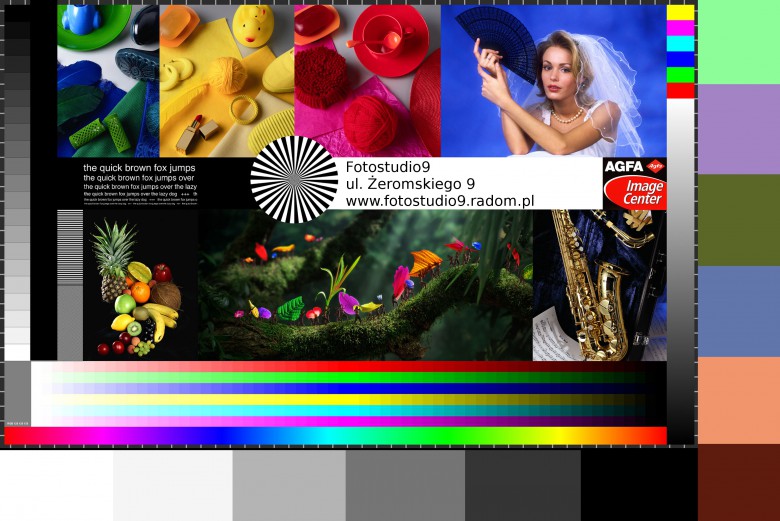 the quick brown fox jumps
the quick brown fox jumps over
the quick brown fox jumps over the lazy
the quick brown fox jumps over the lazy dog
Fotostudio9
ul. Żeromskiego 9
www.fotostudio9.radom.pl
AGFA
Agfa
Image
Center